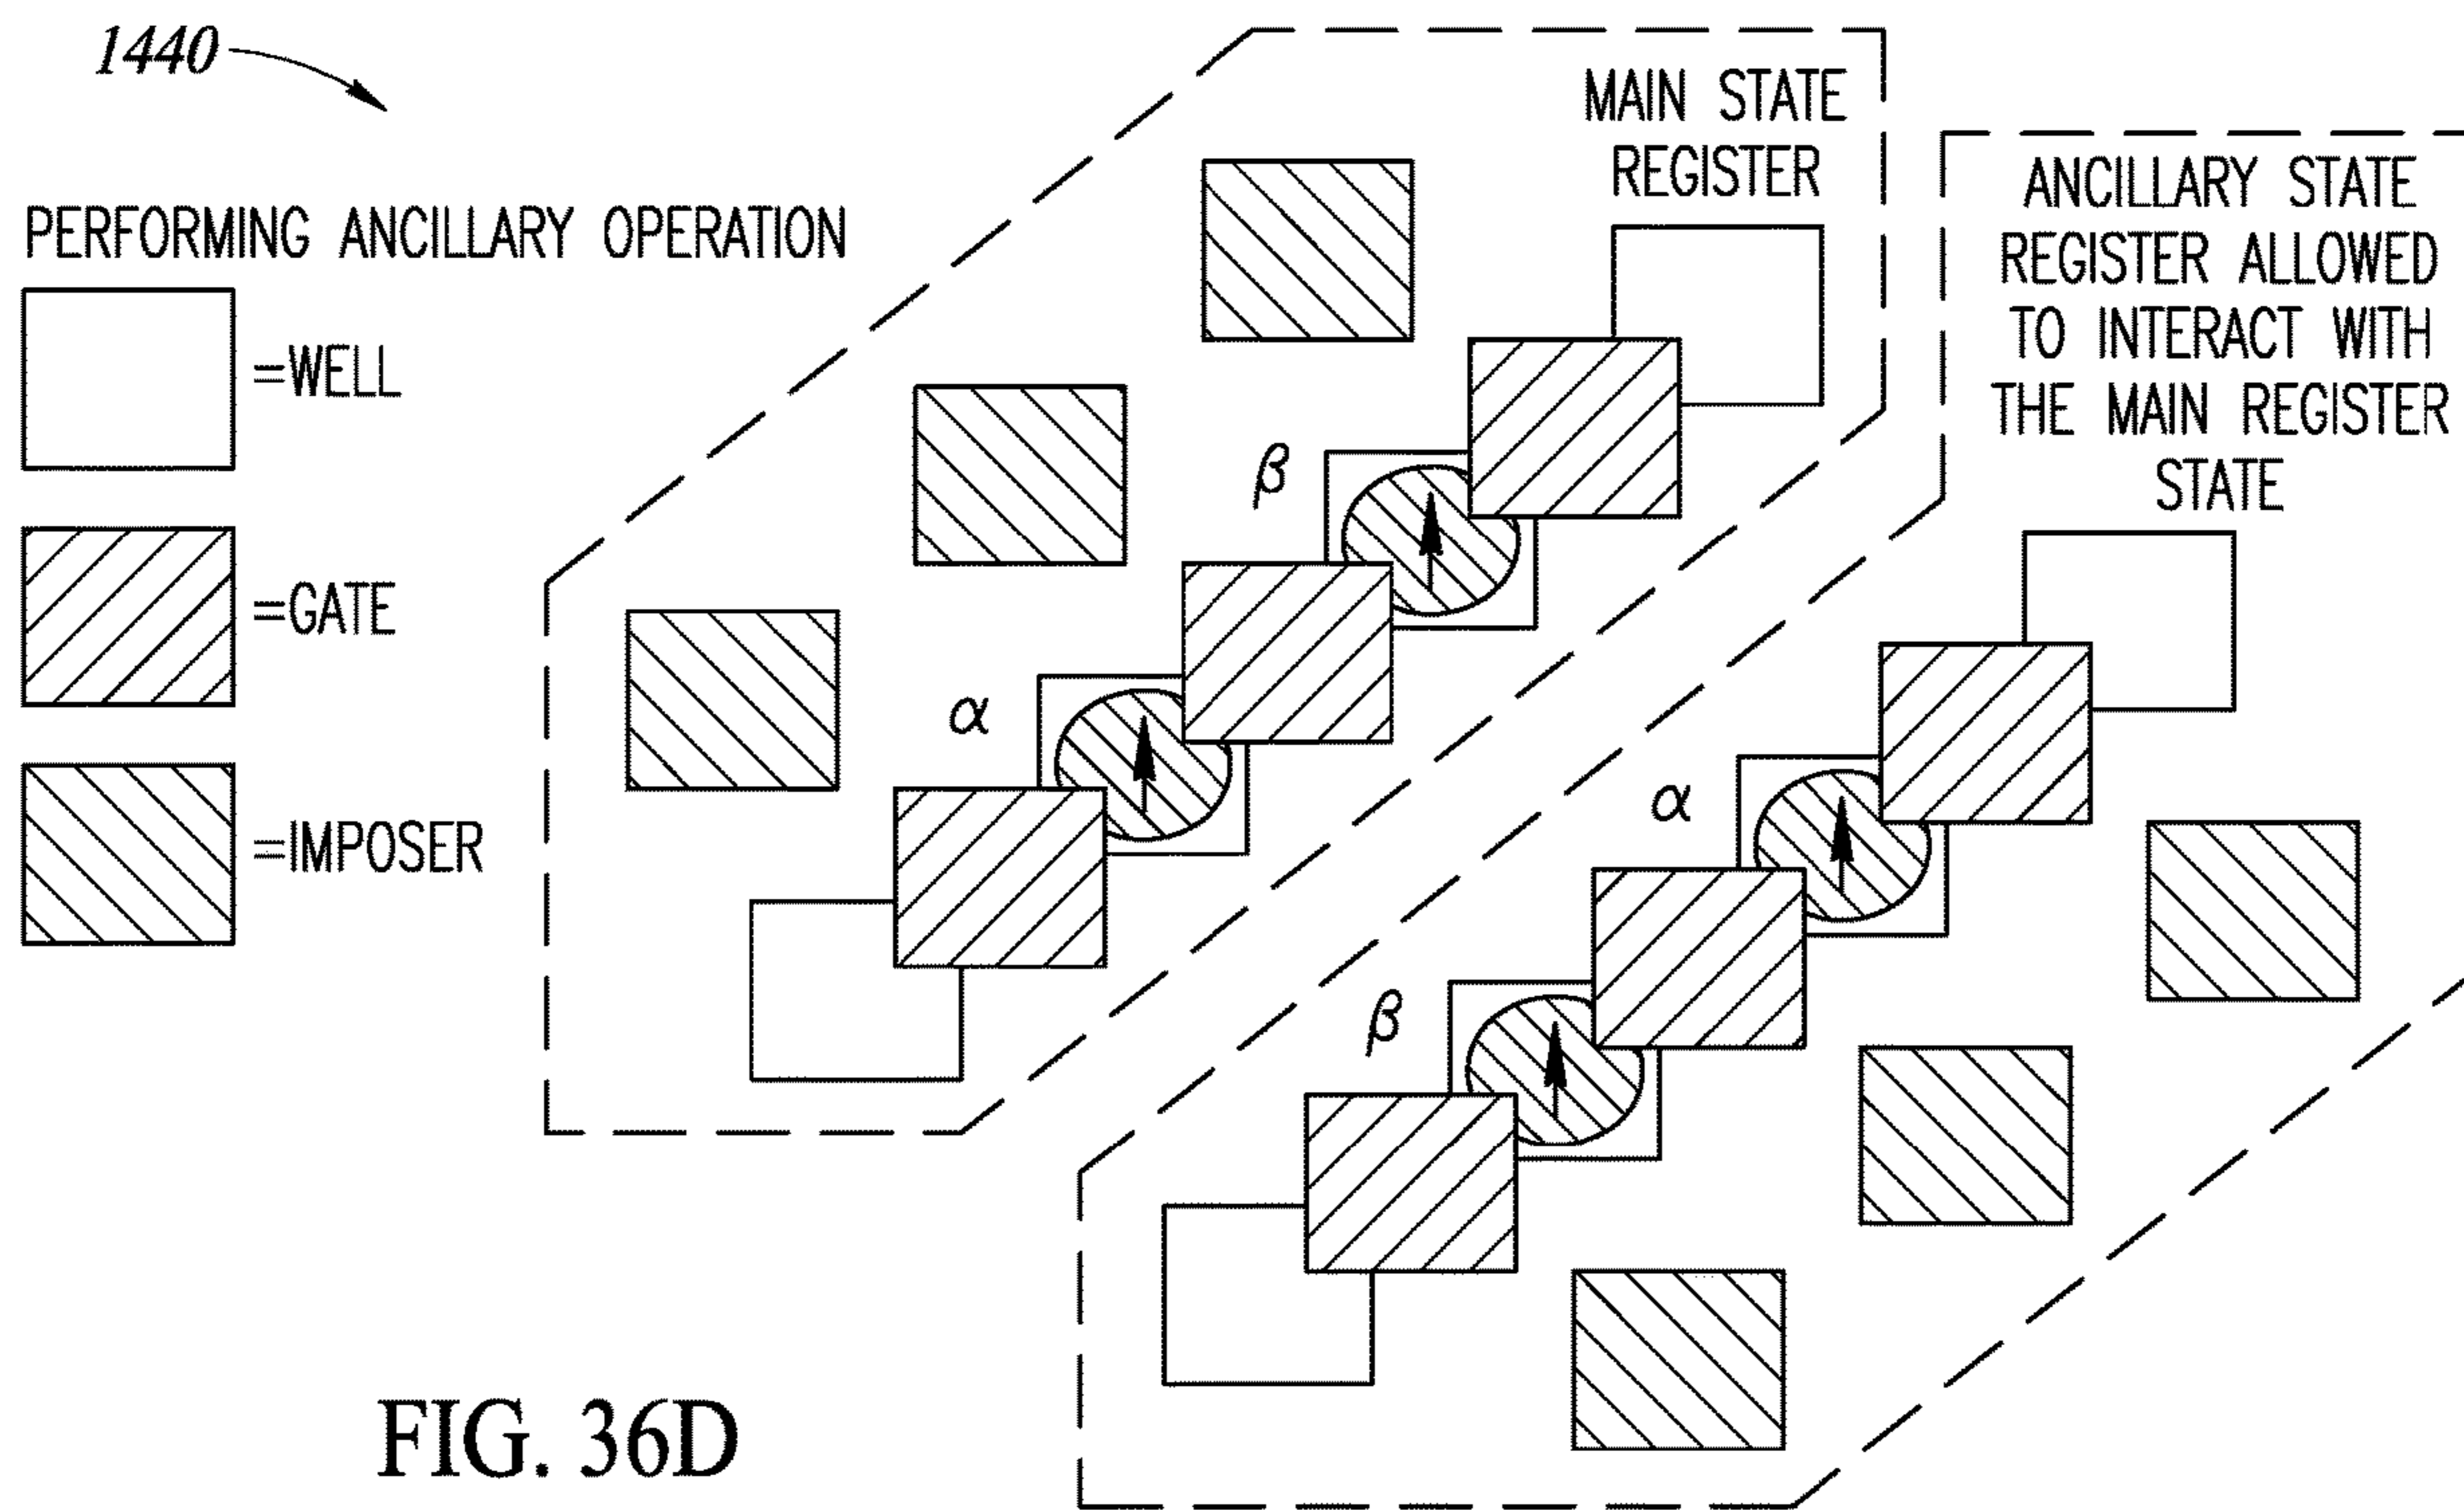 1440
PERFORMING ANCILLARY OPERATION
=WELL
=GATE
=IMPOSER
MAIN STATE
REGISTER
ANCILLARY STATE
REGISTER ALLOWED
TO INTERACT WITH
THE MAIN REGISTER
STATE
β
α
α
β
FIG. 36D